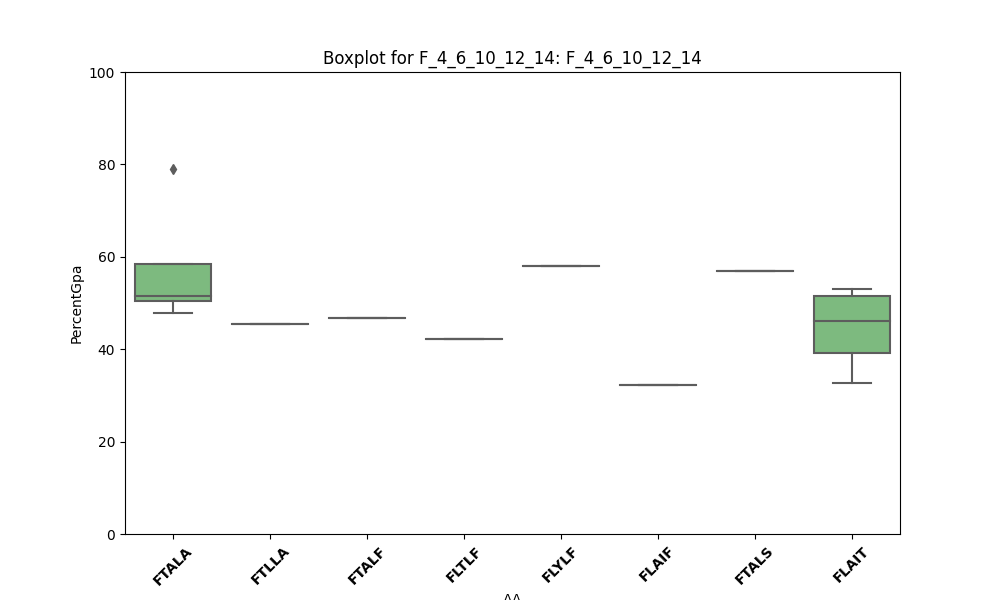 Boxplot for F_4_6_10_12_14: F_4_6_10_12_14
100
80
60
40
20
0
PercentGpa
FTALA
FTLLA
FTALF
FLTLF
FLYLF
FLAIF
FTALS
FLAIT
AA